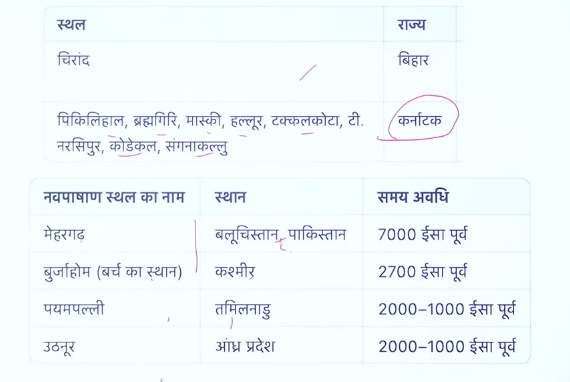 स्थल राज्य
चिरांद बिहार
पिकिलिहाल, ब्रह्मगिरि, मास्की, हल्लूर, टक्कलकोटा, टी. कर्नाटक
नरसिपुर, कोडेकल, संगनाकल्लु
नवपाषाण स्थल का नाम स्थान समय अवधि
मेहरगढ़ बलूचिस्तान, पाकिस्तान 7000 ईसा पूर्व
बुर्जाहोम (बर्च का स्थान) कश्मीर 2700 ईसा पूर्व
पयमपल्ली तमिलनाडु 2000–1000 ईसा पूर्व
उठनूर आंध्र प्रदेश 2000–1000 ईसा पूर्व